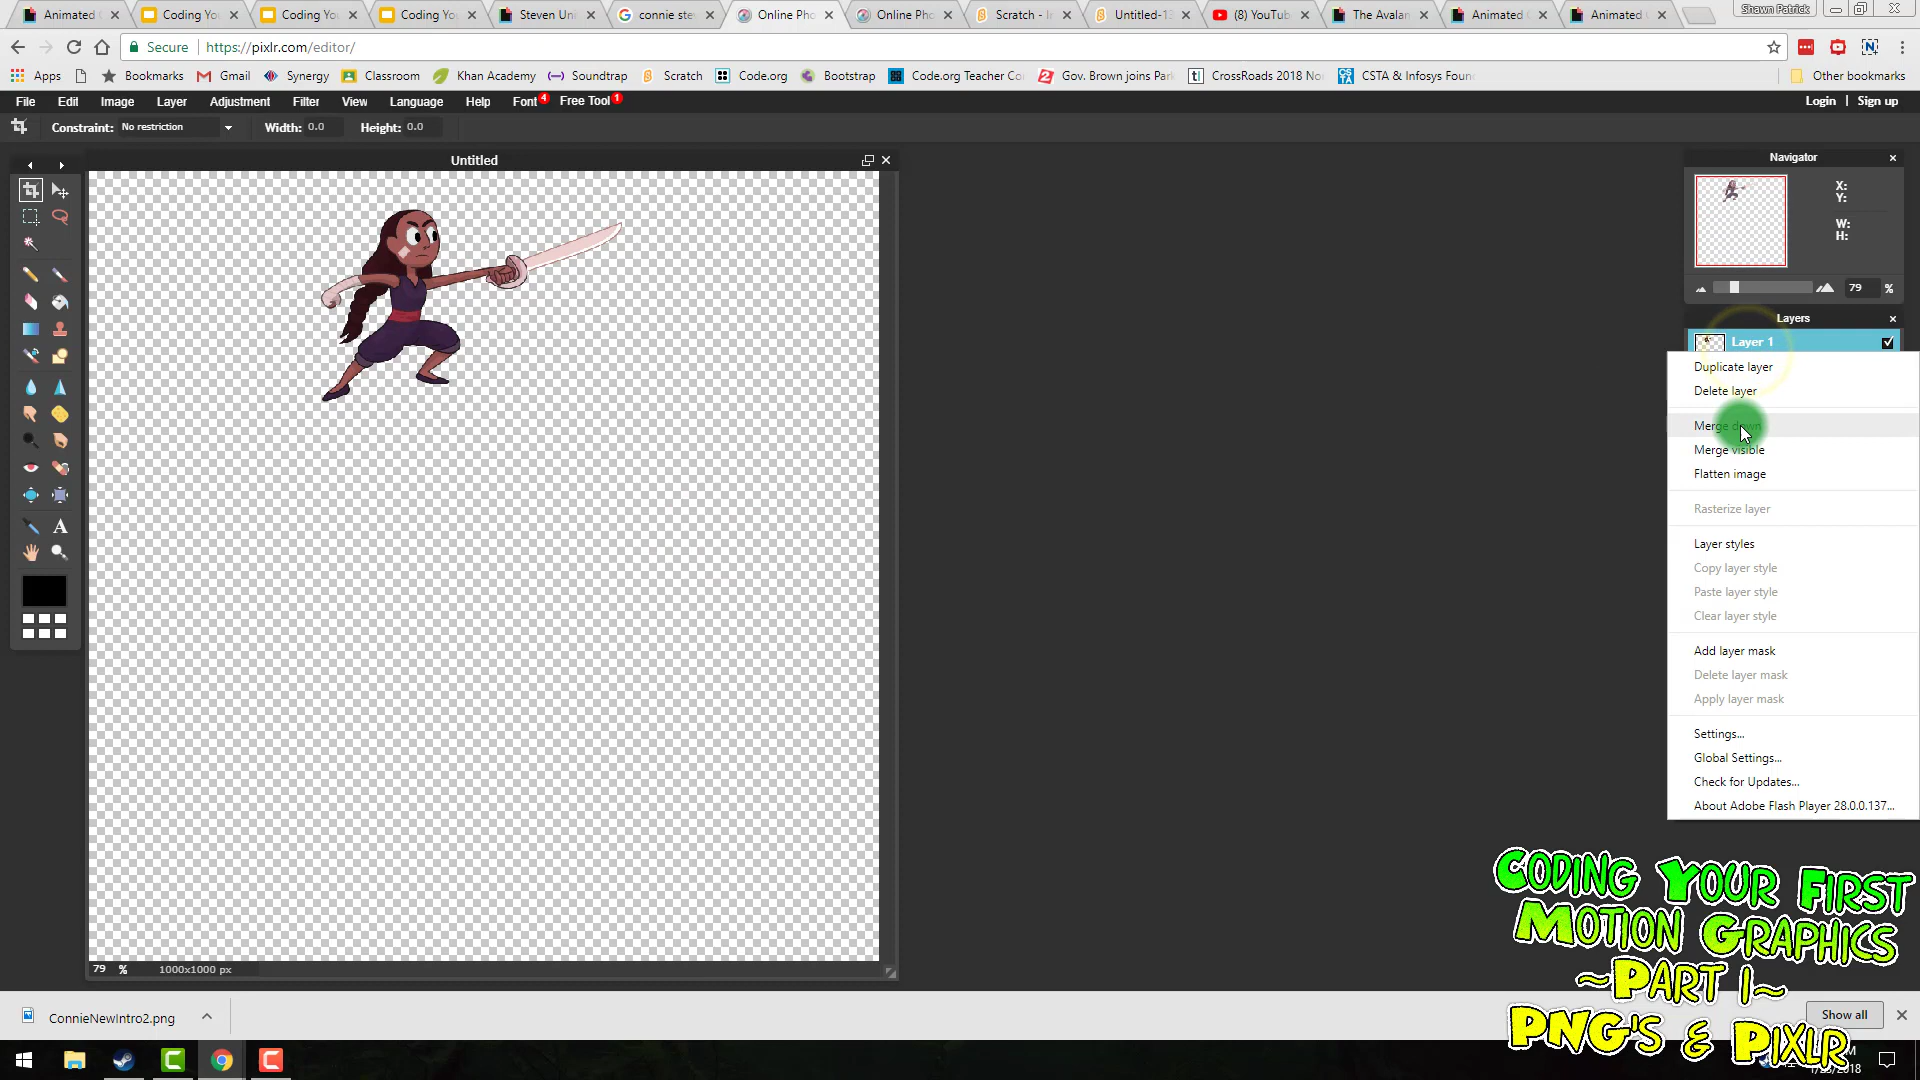 Animated
Coding Yo
Coding Yo
Coding Yo
Steven Un
connie ste
Online Pho
Online Pho
Scratch - I
Untitled-1
(8) YouTub
The Avalan
Animated
Animated
Shawn Patrick
Secure
https://pixlr.com/editor/
Apps
Bookmarks
Gmail
Synergy
Classroom
Khan Academy
Soundtrap
Scratch
Code.org
Bootstrap
Code.org Teacher Co
Gov. Brown joins Par
CrossRoads 2018 No
CSTA & Infosys Foun
Other bookmarks
File
Edit
Image
Layer
Adjustment
Filter
View
Language
Help
Font
4
Free Tool
1
Login | Sign up
Constraint: No restriction
Width: 0.0
Height: 0.0
Untitled
Navigator
X:
Y:
W:
H:
79 %
Layers
Layer 1
Duplicate layer
Delete layer
Merge down
Merge visible
Flatten image
Rasterize layer
Layer styles
Copy layer style
Paste layer style
Clear layer style
Add layer mask
Delete layer mask
Apply layer mask
Settings...
Global Settings...
Check for Updates...
About Adobe Flash Player 28.0.0.137...
A
79 %
1000x1000 px
Coding Your First
Motion Graphics
~Part 1~
PNG's & Pixlr
ConnieNewIntro2.png
Show all